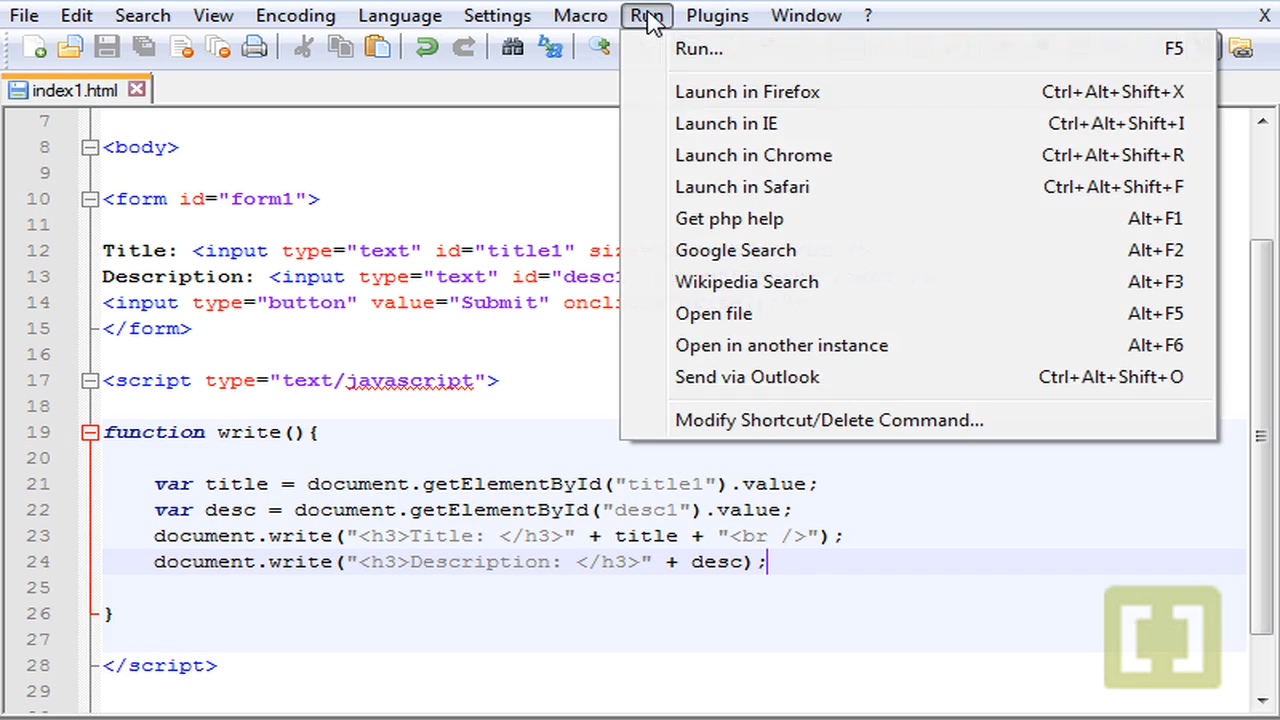 File Edit Search View Encoding Language Settings Macro Run Plugins Window ? X
index1.html
Run... F5
Launch in Firefox Ctrl+Alt+Shift+X
Launch in IE Ctrl+Alt+Shift+I
Launch in Chrome Ctrl+Alt+Shift+R
Launch in Safari Ctrl+Alt+Shift+F
Get php help Alt+F1
Google Search Alt+F2
Wikipedia Search Alt+F3
Open file Alt+F5
Open in another instance Alt+F6
Send via Outlook Ctrl+Alt+Shift+O
Modify Shortcut/Delete Command...
7
8 <body>
9
10 <form id="form1">
11
12 Title: <input type="text" id="title1"
13 Description: <input type="text"
14 <input type="button" value="Submit"
15 </form>
16
17 <script type="text/javascript">
18
19 function write(){
20
21 var title = document.getElementById("title1").value;
22 var desc = document.getElementById("desc1").value;
23 document.write("<h3>Title: </h3>" + title + "<br />");
24 document.write("<h3>Description: </h3>" + desc);
25
26 }
27
28 </script>
29